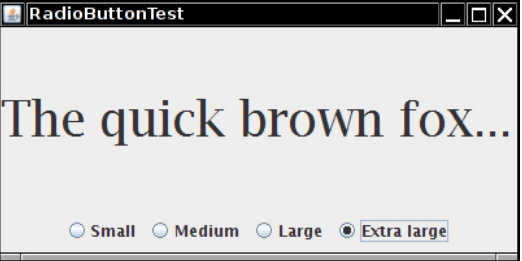 RadioButtonTest
The quick brown fox...
Small Medium Large Extra large